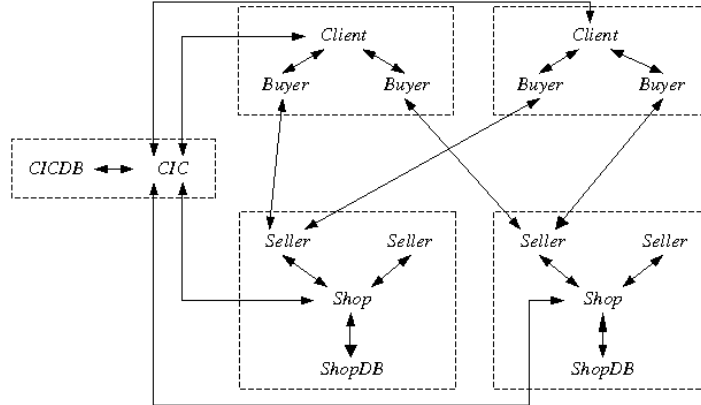 Client Client
Buyer Buyer Buyer Buyer
CICDB CIC
Seller Seller Seller Seller
Shop Shop
ShopDB ShopDB